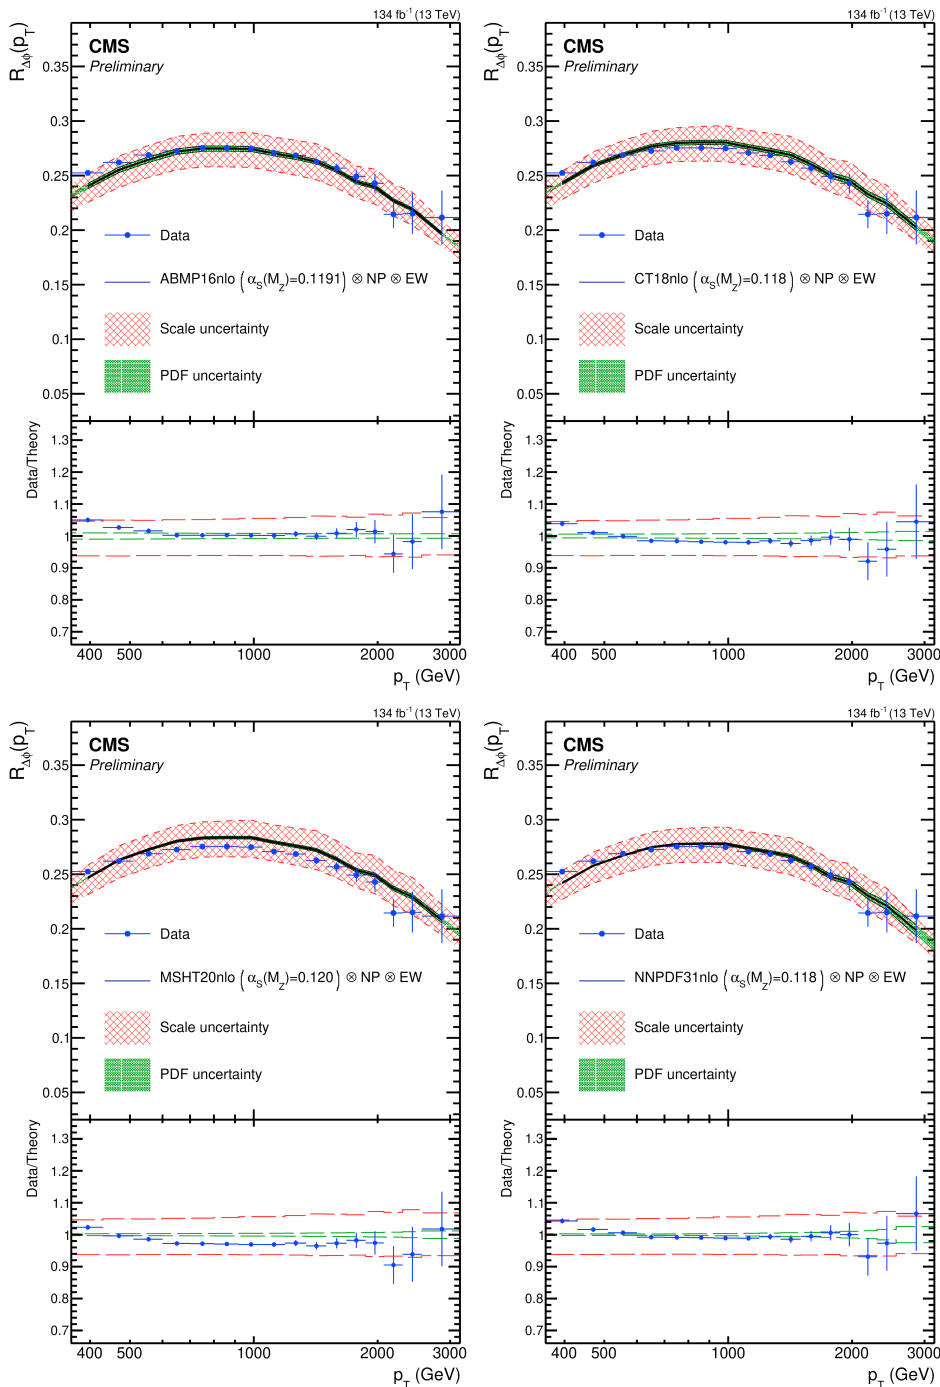 134 fb⁻¹ (13 TeV)
R_Δϕ(p_T)
CMS
Preliminary
0.35
0.3
0.25
0.2
0.15
0.1
0.05
Data
ABMP16nlo (α_S(M_Z)=0.1191) ⊗ NP ⊗ EW
Scale uncertainty
PDF uncertainty
Data/Theory
1.3
1.2
1.1
1
0.9
0.8
0.7
400 500 1000 2000 3000
p_T (GeV)
134 fb⁻¹ (13 TeV)
R_Δϕ(p_T)
CMS
Preliminary
0.35
0.3
0.25
0.2
0.15
0.1
0.05
Data
CT18nlo (α_S(M_Z)=0.118) ⊗ NP ⊗ EW
Scale uncertainty
PDF uncertainty
Data/Theory
1.3
1.2
1.1
1
0.9
0.8
0.7
400 500 1000 2000 3000
p_T (GeV)
134 fb⁻¹ (13 TeV)
R_Δϕ(p_T)
CMS
Preliminary
0.35
0.3
0.25
0.2
0.15
0.1
0.05
Data
MSHT20nlo (α_S(M_Z)=0.120) ⊗ NP ⊗ EW
Scale uncertainty
PDF uncertainty
Data/Theory
1.3
1.2
1.1
1
0.9
0.8
0.7
400 500 1000 2000 3000
p_T (GeV)
134 fb⁻¹ (13 TeV)
R_Δϕ(p_T)
CMS
Preliminary
0.35
0.3
0.25
0.2
0.15
0.1
0.05
Data
NNPDF31nlo (α_S(M_Z)=0.118) ⊗ NP ⊗ EW
Scale uncertainty
PDF uncertainty
Data/Theory
1.3
1.2
1.1
1
0.9
0.8
0.7
400 500 1000 2000 3000
p_T (GeV)